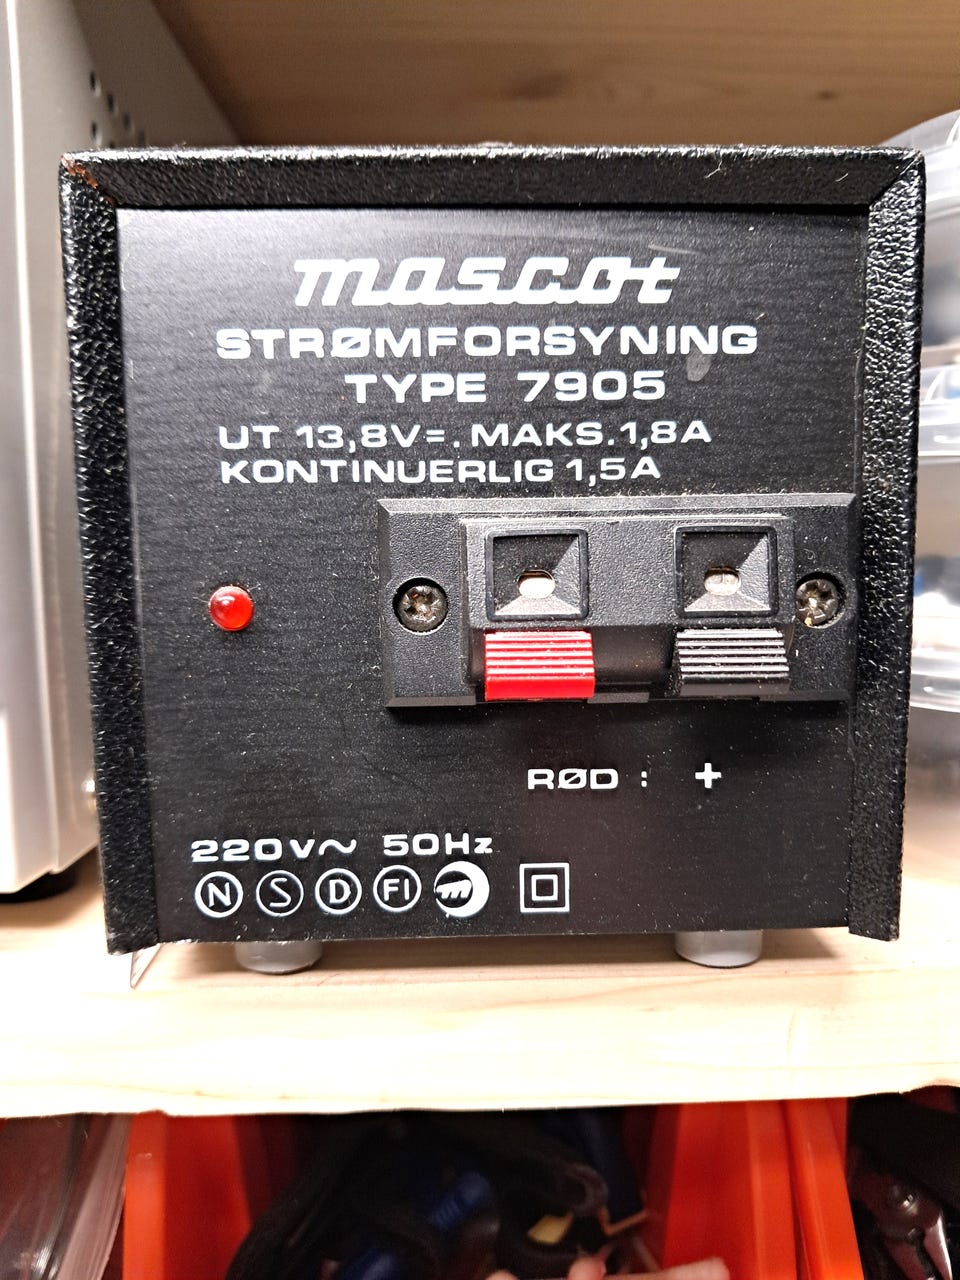 mascot
STRØMFORSYNING
TYPE 7905
UT 13,8V=. MAKS.1,8A
KONTINUERLIG 1,5A
RØD : +
220V~ 50Hz
N S D FI